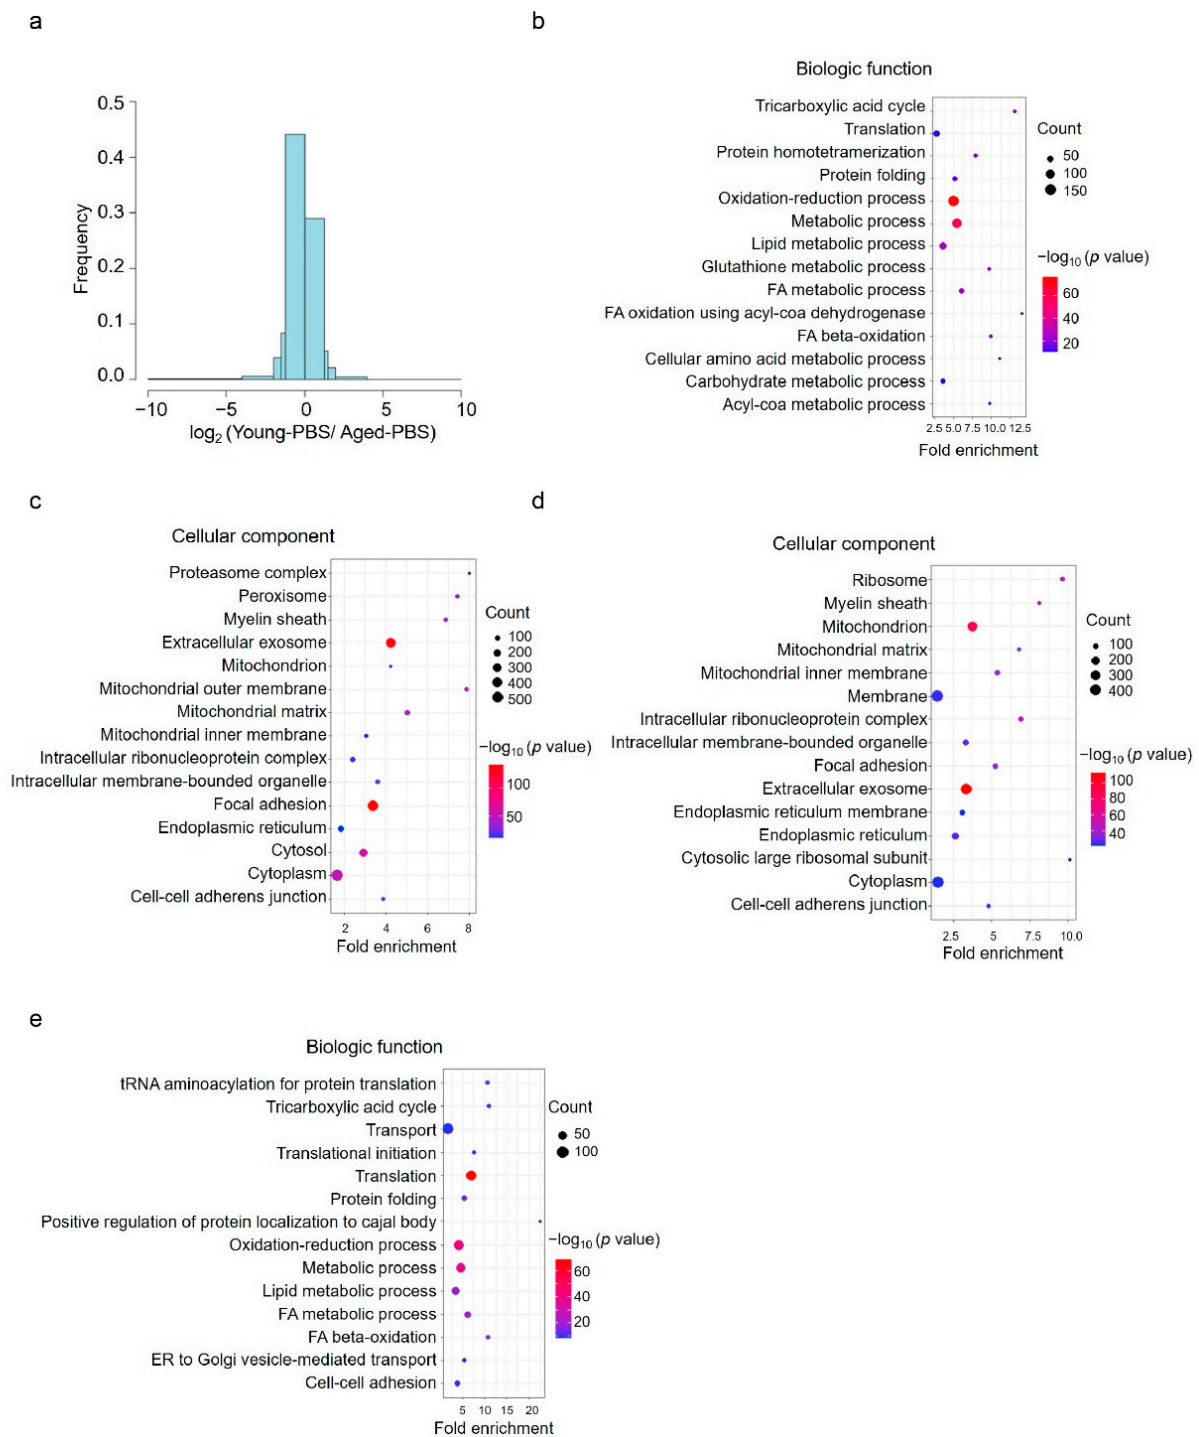 a
0.5
0.4
0.3
0.2
0.1
0.0
Frequency
−10
−5
0
5
10
log2 (Young-PBS/ Aged-PBS)
b
Biologic function
Tricarboxylic acid cycle
Translation
Protein homotetramerization
Protein folding
Oxidation-reduction process
Metabolic process
Lipid metabolic process
Glutathione metabolic process
FA metabolic process
FA oxidation using acyl-coa dehydrogenase
FA beta-oxidation
Cellular amino acid metabolic process
Carbohydrate metabolic process
Acyl-coa metabolic process
2.5 5.0 7.5 10.0 12.5
Fold enrichment
Count
50
100
150
−log10 (p value)
60
40
20
c
Cellular component
Proteasome complex
Peroxisome
Myelin sheath
Extracellular exosome
Mitochondrion
Mitochondrial outer membrane
Mitochondrial matrix
Mitochondrial inner membrane
Intracellular ribonucleoprotein complex
Intracellular membrane-bounded organelle
Focal adhesion
Endoplasmic reticulum
Cytosol
Cytoplasm
Cell-cell adherens junction
2 4 6 8
Fold enrichment
Count
100
200
300
400
500
−log10 (p value)
100
50
d
Cellular component
Ribosome
Myelin sheath
Mitochondrion
Mitochondrial matrix
Mitochondrial inner membrane
Membrane
Intracellular ribonucleoprotein complex
Intracellular membrane-bounded organelle
Focal adhesion
Extracellular exosome
Endoplasmic reticulum membrane
Endoplasmic reticulum
Cytosolic large ribosomal subunit
Cytoplasm
Cell-cell adherens junction
2.5 5 7.5 10.0
Fold enrichment
Count
100
200
300
400
−log10 (p value)
100
80
60
40
e
Biologic function
tRNA aminoacylation for protein translation
Tricarboxylic acid cycle
Transport
Translational initiation
Translation
Protein folding
Positive regulation of protein localization to cajal body
Oxidation-reduction process
Metabolic process
Lipid metabolic process
FA metabolic process
FA beta-oxidation
ER to Golgi vesicle-mediated transport
Cell-cell adhesion
5 10 15 20
Fold enrichment
Count
50
100
−log10 (p value)
60
40
20